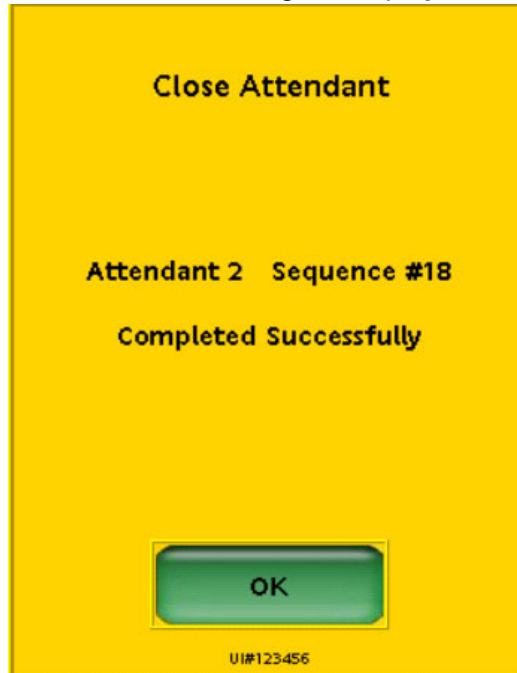 Close Attendant
Attendant 2 Sequence #18
Completed Successfully
OK
UI#123456